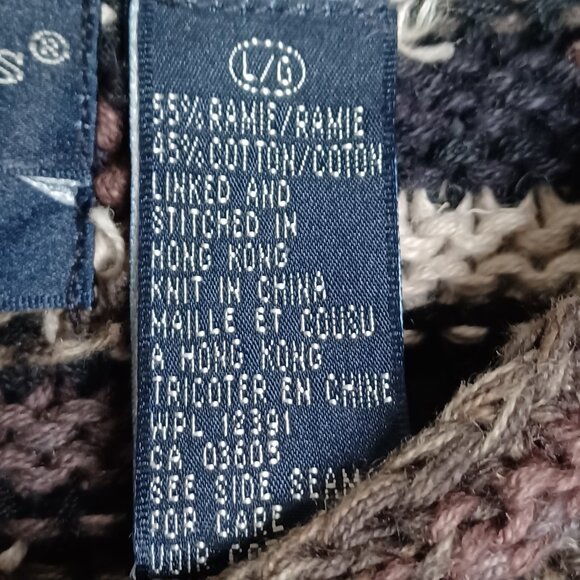 S®
L/G
55% RAMIE/RAMIE
45% COTTON/COTON
LINKED AND
STITCHED IN
HONG KONG
KNIT IN CHINA
MAILLE ET COUSU
A HONG KONG
TRICOTER EN CHINE
WPL 12391
CA 03605
SEE SIDE SEAM
FOR CARE
VOIR